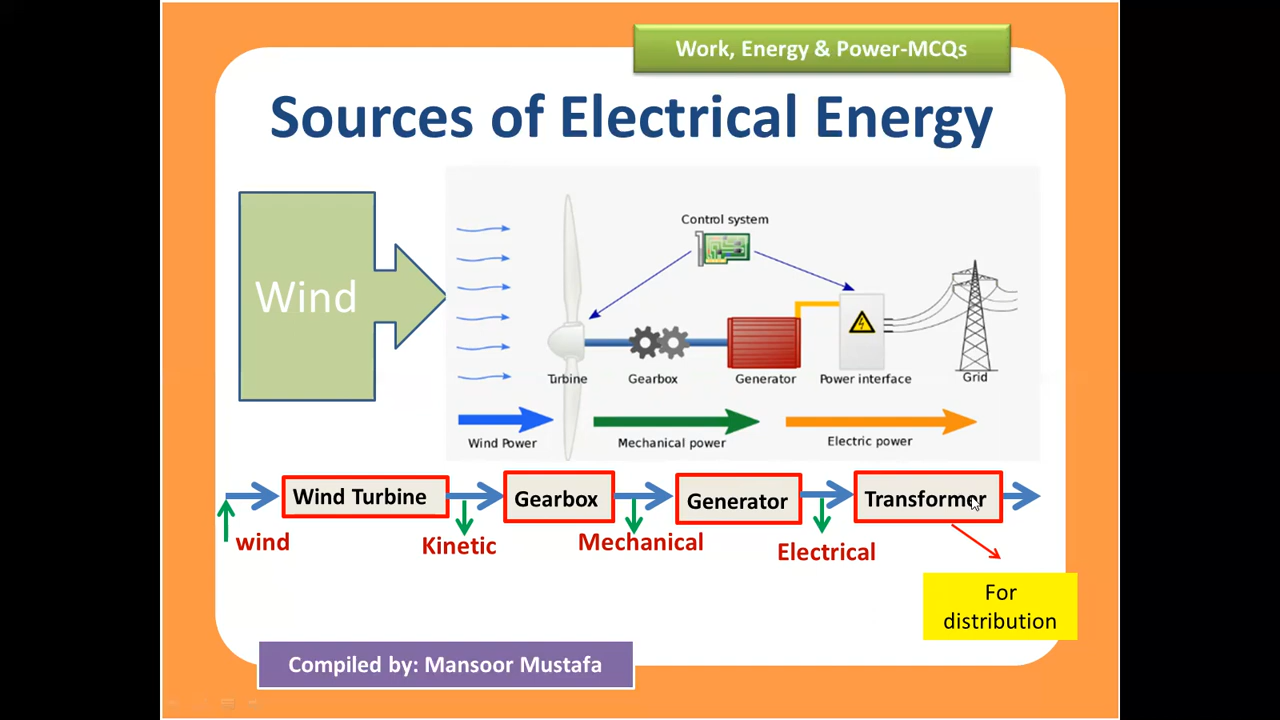 Work, Energy & Power-MCQs
Sources of Electrical Energy
Wind
Control system
Turbine
Gearbox
Generator
Power interface
Grid
Wind Power
Mechanical power
Electric power
Wind Turbine
Gearbox
Generator
Transformer
wind
Kinetic
Mechanical
Electrical
For
distribution
Compiled by: Mansoor Mustafa